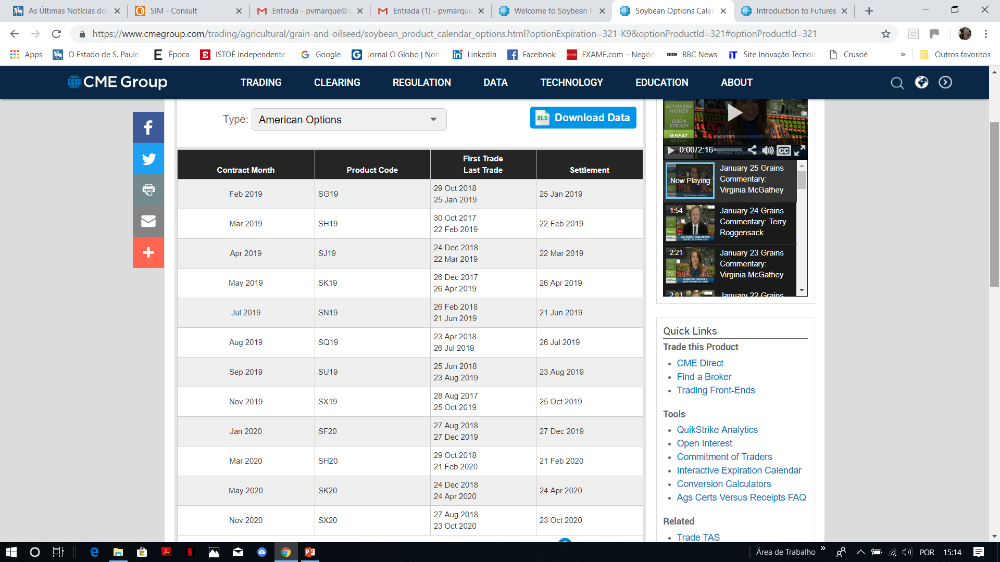 As Últimas Notícias do
SIM - Consult
Entrada - pvmarque@g
Entrada (1) - pvmarque
Welcome to Soybean F
Soybean Options Caler
Introduction to Futures
https://www.cmegroup.com/trading/agricultural/grain-and-oilseed/soybean_product_calendar_options.html?optionExpiration=321-K9&optionProductId=321#optionProductId=321
Apps
O Estado de S. Paulo
Época
ISTOÉ Independente
Google
Jornal O Globo | Notí
LinkedIn
Facebook
EXAME.com – Negóci
BBC News
Site Inovação Tecnoló
Crusoé
»
Outros favoritos
CME Group
TRADING
CLEARING
REGULATION
DATA
TECHNOLOGY
EDUCATION
ABOUT
Type:
American Options
XLS Download Data
Contract Month
Product Code
First Trade
Last Trade
Settlement
Feb 2019
SG19
29 Oct 2018
25 Jan 2019
25 Jan 2019
Mar 2019
SH19
30 Oct 2017
22 Feb 2019
22 Feb 2019
Apr 2019
SJ19
24 Dec 2018
22 Mar 2019
22 Mar 2019
May 2019
SK19
26 Dec 2017
26 Apr 2019
26 Apr 2019
Jul 2019
SN19
26 Feb 2018
21 Jun 2019
21 Jun 2019
Aug 2019
SQ19
23 Apr 2018
26 Jul 2019
26 Jul 2019
Sep 2019
SU19
25 Jun 2018
23 Aug 2019
23 Aug 2019
Nov 2019
SX19
28 Aug 2017
25 Oct 2019
25 Oct 2019
Jan 2020
SF20
27 Aug 2018
27 Dec 2019
27 Dec 2019
Mar 2020
SH20
29 Oct 2018
21 Feb 2020
21 Feb 2020
May 2020
SK20
24 Dec 2018
24 Apr 2020
24 Apr 2020
Nov 2020
SX20
27 Aug 2018
23 Oct 2020
23 Oct 2020
SOYBEANS
HIGHER
CORN
STEADY
WHEAT
MIXED
0:00/2:16
CC
Now Playing
January 25 Grains
Commentary:
Virginia McGathey
1:54
January 24 Grains
Commentary: Terry
Roggensack
2:21
January 23 Grains
Commentary:
Virginia McGathey
2:03
January 22 Grains
Quick Links
Trade this Product
CME Direct
Find a Broker
Trading Front-Ends
Tools
QuikStrike Analytics
Open Interest
Commitment of Traders
Interactive Expiration Calendar
Conversion Calculators
Ags Certs Versus Receipts FAQ
Related
Trade TAS
Área de Trabalho
»
POR
15:14